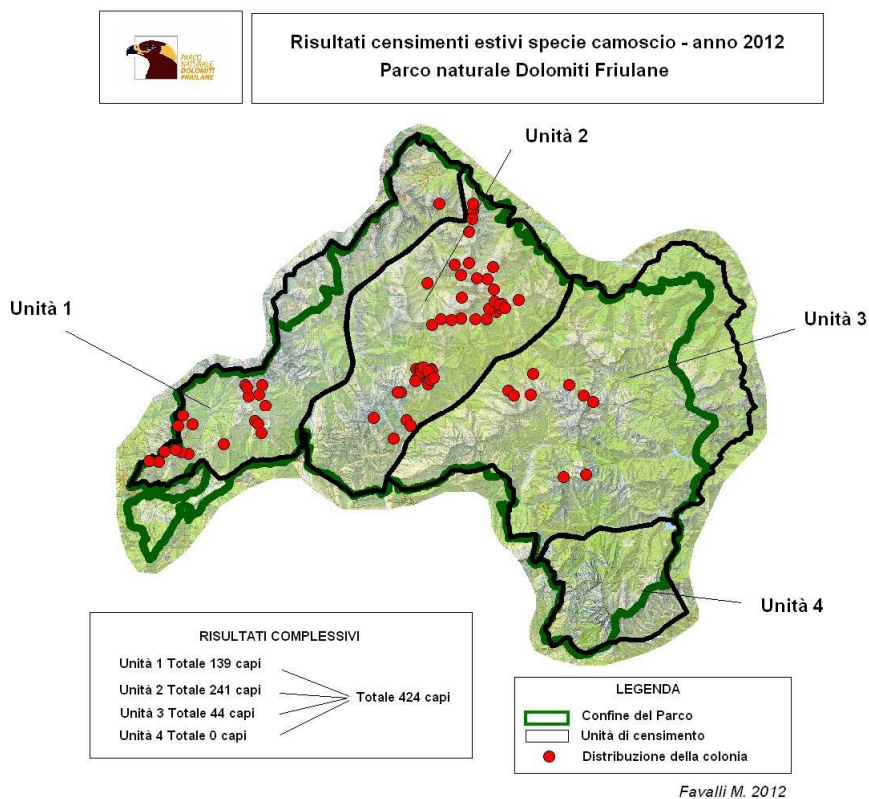 PARCO
NATURALE
DOLOMITI
FRIULANE
Risultati censimenti estivi specie camoscio - anno 2012
Parco naturale Dolomiti Friulane
Unità 2
Unità 1
Unità 3
Unità 4
RISULTATI COMPLESSIVI
Unità 1 Totale 139 capi
Unità 2 Totale 241 capi
Unità 3 Totale 44 capi
Unità 4 Totale 0 capi
Totale 424 capi
LEGENDA
Confine del Parco
Unità di censimento
Distribuzione della colonia
Favalli M. 2012